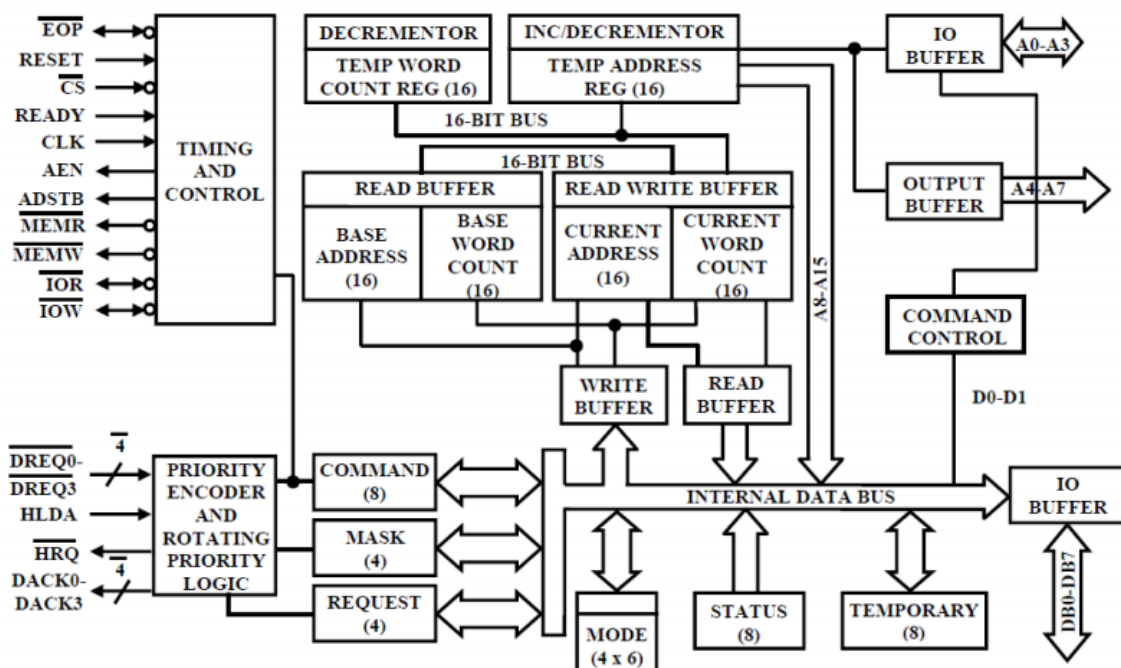 EOP
RESET
CS
READY
CLK
AEN
ADSTB
MEMR
MEMW
IOR
IOW
TIMING
AND
CONTROL
DECREMENTOR
TEMP WORD
COUNT REG (16)
INC/DECREMENTOR
TEMP ADDRESS
REG (16)
16-BIT BUS
16-BIT BUS
READ BUFFER
BASE
ADDRESS
(16)
BASE
WORD
COUNT
(16)
READ WRITE BUFFER
CURRENT
ADDRESS
(16)
CURRENT
WORD
COUNT
(16)
A8-A15
IO
BUFFER
A0-A3
OUTPUT
BUFFER
A4-A7
COMMAND
CONTROL
D0-D1
WRITE
BUFFER
READ
BUFFER
DREQ0-
DREQ3
4
HLDA
HRQ
DACK0-
DACK3
4
PRIORITY
ENCODER
AND
ROTATING
PRIORITY
LOGIC
COMMAND
(8)
MASK
(4)
REQUEST
(4)
INTERNAL DATA BUS
IO
BUFFER
DB0-DB7
MODE
(4 x 6)
STATUS
(8)
TEMPORARY
(8)